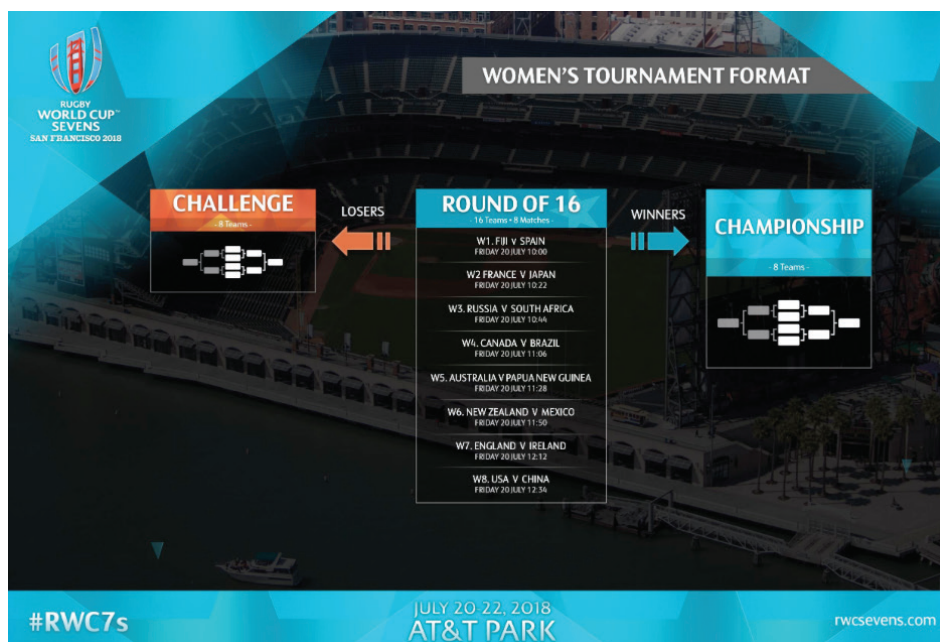 RUGBY
WORLD CUP™
SEVENS
SAN FRANCISCO 2018
WOMEN'S TOURNAMENT FORMAT
CHALLENGE
- 8 Teams -
LOSERS
ROUND OF 16
- 16 Teams • 8 Matches -
W1. FIJI V SPAIN
FRIDAY 20 JULY 10:00
W2 FRANCE V JAPAN
FRIDAY 20 JULY 10:22
W3. RUSSIA V SOUTH AFRICA
FRIDAY 20 JULY 10:44
W4. CANADA V BRAZIL
FRIDAY 20 JULY 11:06
W5. AUSTRALIA V PAPUA NEW GUINEA
FRIDAY 20 JULY 11:28
W6. NEW ZEALAND V MEXICO
FRIDAY 20 JULY 11:50
W7. ENGLAND V IRELAND
FRIDAY 20 JULY 12:12
W8. USA V CHINA
FRIDAY 20 JULY 12:34
WINNERS
CHAMPIONSHIP
- 8 Teams -
#RWC7s
JULY 20-22, 2018
AT&T PARK
rwcsevens.com